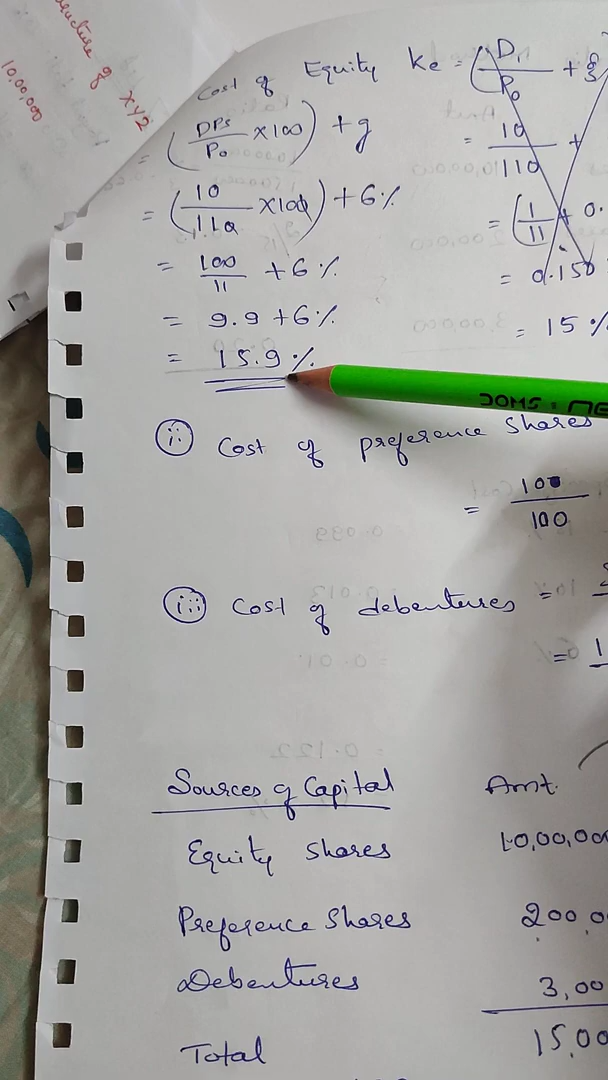 ructure of XYZ
10,00,000
Cost of Equity Ke = (D₁/P₀ + g
= (DPS/P₀ ×100) + g
= 10/110 +
= (10/110 ×100) + 6%
= (1/11 + 0.
= 100/11 + 6%
= 0.150
= 9.9 + 6%
= 15%
= 15.9%
DOMS
(ii) Cost of preference shares
= 100/100
(iii) Cost of debentures =
= 1
Sources of Capital Amt.
Equity shares 10,00,00
Preference Shares 200,0
Debentures 3,00
Total 15,00